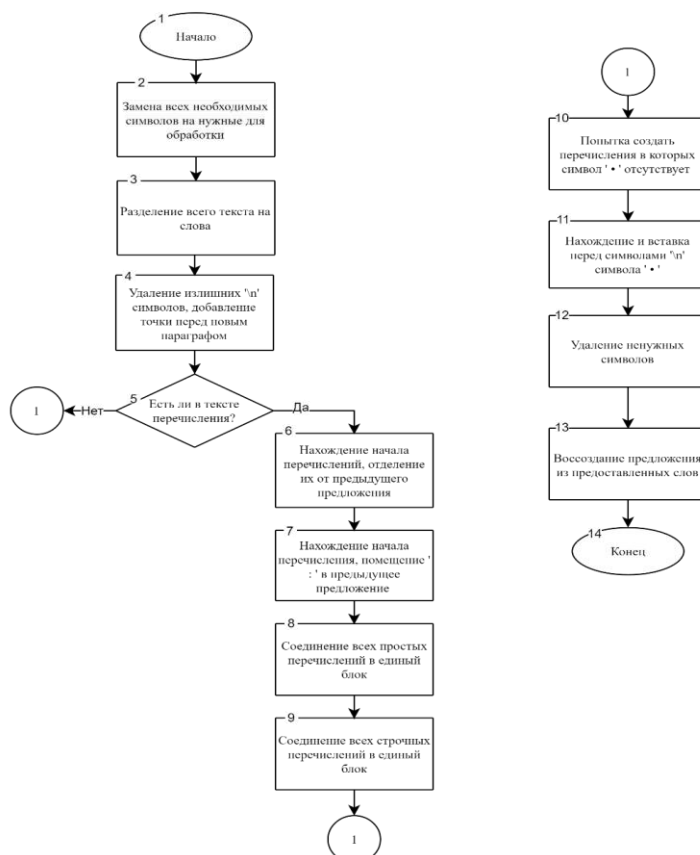 1
Начало
2
Замена всех необходимых
символов на нужные для
обработки
3
Разделение всего текста на
слова
4
Удаление излишних '\n'
символов, добавление
точки перед новым
параграфом
5
Есть ли в тексте
перечисления?
Нет
1
Да
6
Нахождение начала
перечислений, отделение
их от предыдущего
предложения
7
Нахождение начала
перечисления, помещение '
: ' в предыдущее
предложение
8
Соединение всех простых
перечислений в единый
блок
9
Соединение всех строчных
перечислений в единый
блок
1
1
10
Попытка создать
перечисления в которых
символ ' • ' отсутствует
11
Нахождение и вставка
перед символами '\n'
символа ' • '
12
Удаление ненужных
символов
13
Воссоздание предложения
из предоставленных слов
14
Конец